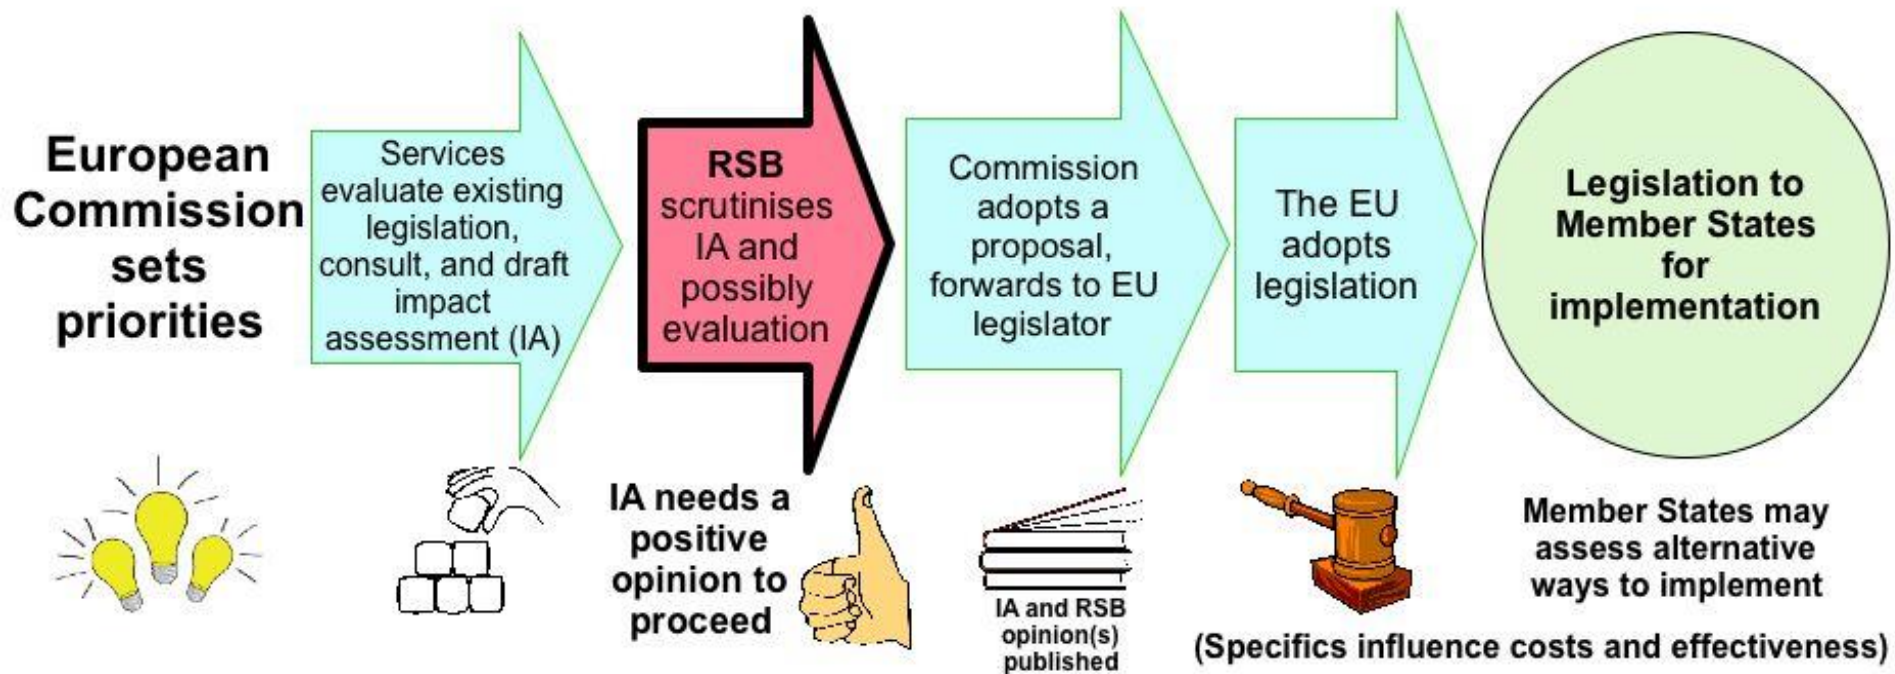 European
Commission
sets
priorities
Services
evaluate existing
legislation,
consult, and draft
impact
assessment (IA)
RSB
scrutinises
IA and
possibly
evaluation
Commission
adopts a
proposal,
forwards to EU
legislator
The EU
adopts
legislation
Legislation to
Member States
for
implementation
IA needs a
positive
opinion to
proceed
IA and RSB
opinion(s)
published
Member States may
assess alternative
ways to implement
(Specifics influence costs and effectiveness)